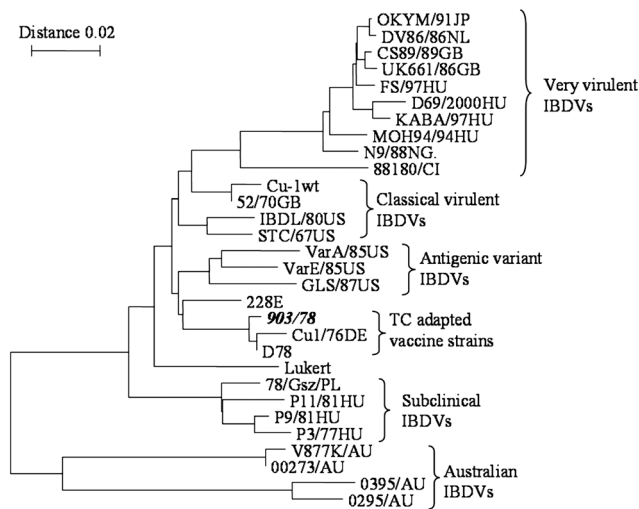 Distance 0.02
OKYM/91JP
DV86/86NL
CS89/89GB
UK661/86GB
FS/97HU
D69/2000HU
KABA/97HU
MOH94/94HU
N9/88NG.
88180/CI
Very virulent
IBDVs
Cu-1wt
52/70GB
IBDL/80US
STC/67US
Classical virulent
IBDVs
VarA/85US
VarE/85US
GLS/87US
Antigenic variant
IBDVs
228E
903/78
Cu1/76DE
D78
TC adapted
vaccine strains
Lukert
78/Gsz/PL
P11/81HU
P9/81HU
P3/77HU
Subclinical
IBDVs
V877K/AU
00273/AU
0395/AU
0295/AU
Australian
IBDVs